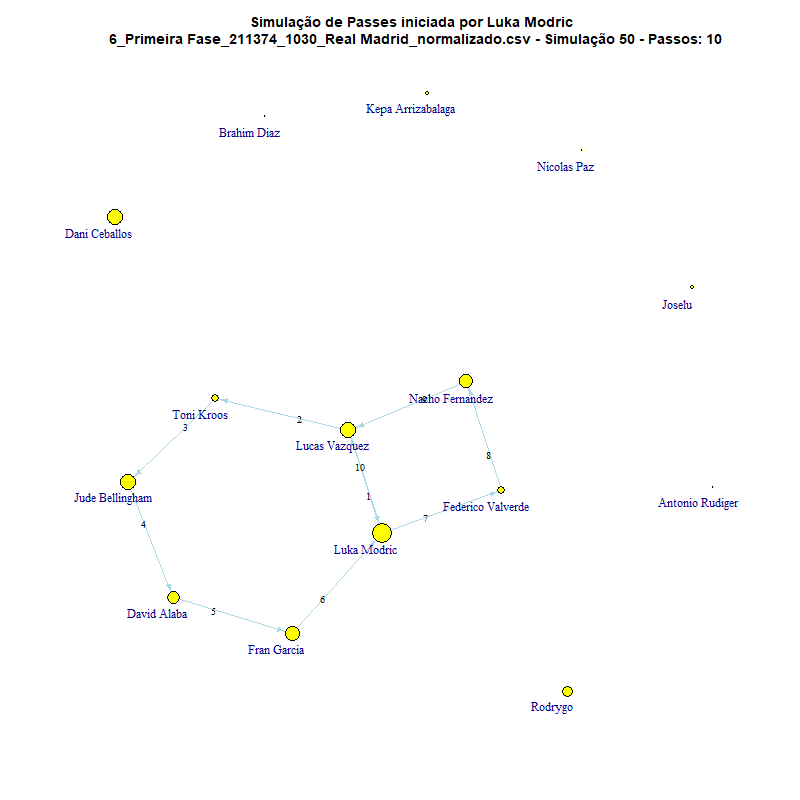 Simulação de Passes iniciada por Luka Modric
6_Primeira Fase_211374_1030_Real Madrid_normalizado.csv - Simulação 50 - Passos: 10
Kepa Arrizabalaga
Brahim Diaz
Nicolas Paz
Dani Ceballos
Joselu
Nacho Fernandez
Toni Kroos
2
3
Lucas Vazquez
8
10
Jude Bellingham
1
Federico Valverde
Antonio Rudiger
7
4
Luka Modric
6
5
David Alaba
Fran Garcia
Rodrygo